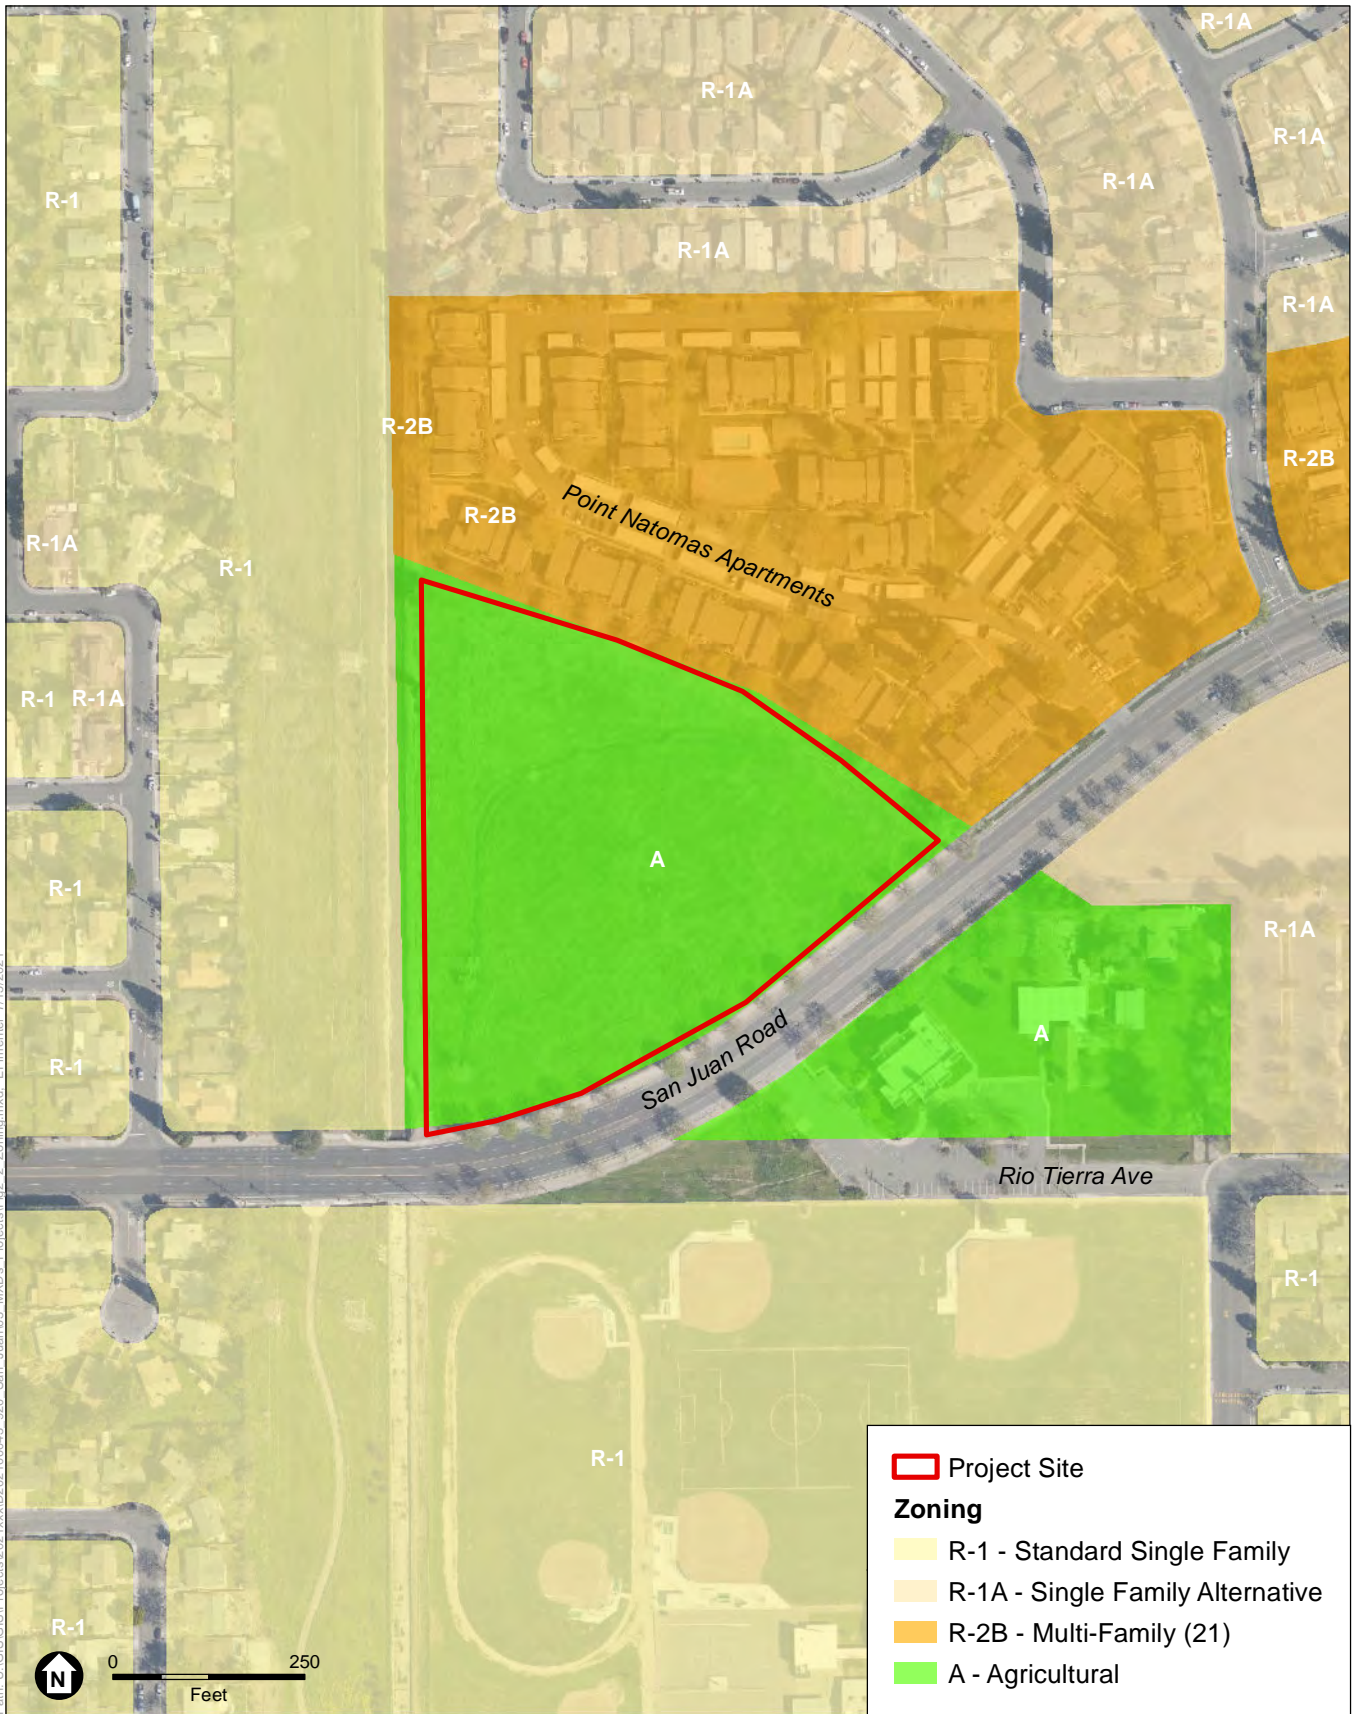 R-1A
R-1A
R-1A
R-1A
R-1
R-1A
R-1A
R-2B
R-2B
R-2B
Point Natomas Apartments
R-1A
R-1
R-1
R-1A
A
R-1
R-1A
A
San Juan Road
R-1
Rio Tierra Ave
R-1
R-1
R-1
Project Site
Zoning
R-1 - Standard Single Family
R-1A - Single Family Alternative
R-2B - Multi-Family (21)
A - Agricultural
N
0 250
Feet